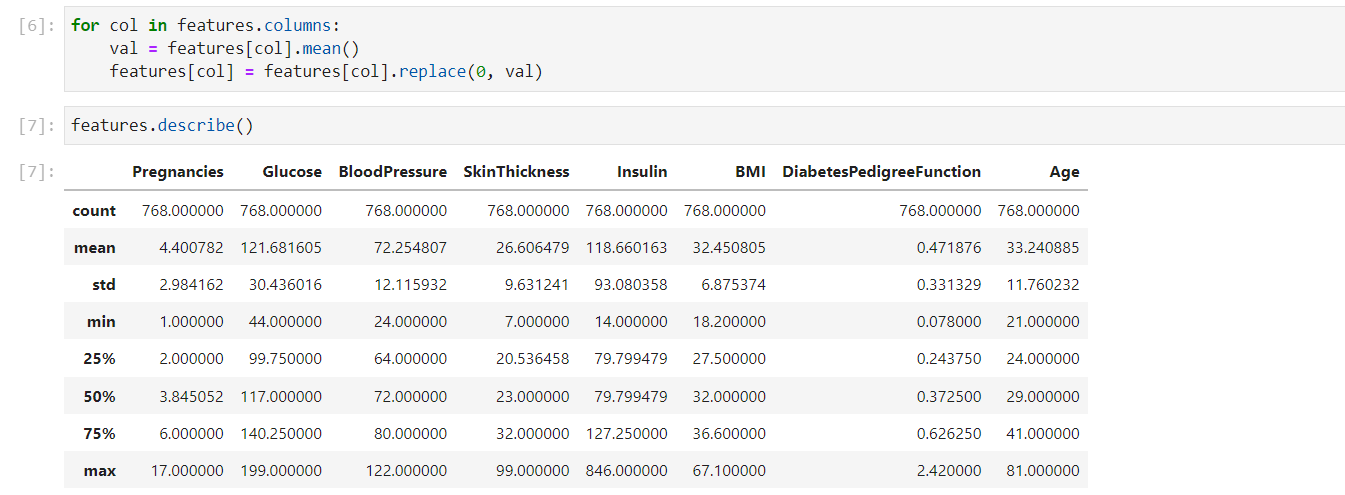 [6]: for col in features.columns:
val = features[col].mean()
features[col] = features[col].replace(0, val)
[7]: features.describe()
[7]: Pregnancies Glucose BloodPressure SkinThickness Insulin BMI DiabetesPedigreeFunction Age
count 768.000000 768.000000 768.000000 768.000000 768.000000 768.000000 768.000000 768.000000
mean 4.400782 121.681605 72.254807 26.606479 118.660163 32.450805 0.471876 33.240885
std 2.984162 30.436016 12.115932 9.631241 93.080358 6.875374 0.331329 11.760232
min 1.000000 44.000000 24.000000 7.000000 14.000000 18.200000 0.078000 21.000000
25% 2.000000 99.750000 64.000000 20.536458 79.799479 27.500000 0.243750 24.000000
50% 3.845052 117.000000 72.000000 23.000000 79.799479 32.000000 0.372500 29.000000
75% 6.000000 140.250000 80.000000 32.000000 127.250000 36.600000 0.626250 41.000000
max 17.000000 199.000000 122.000000 99.000000 846.000000 67.100000 2.420000 81.000000